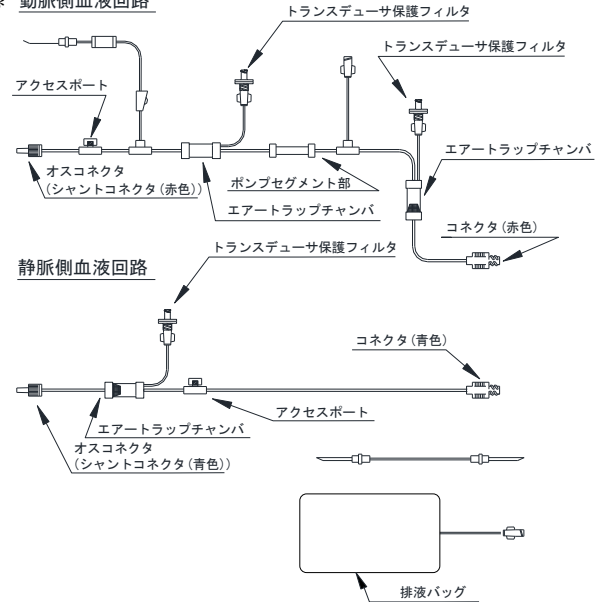 ※ 動脈側血液回路
トランスデューサ保護フィルタ
トランスデューサ保護フィルタ
アクセスポート
エアートラップチャンバ
オスコネクタ
(シャントコネクタ(赤色))
ポンプセグメント部
エアートラップチャンバ
コネクタ(赤色)
静脈側血液回路
トランスデューサ保護フィルタ
コネクタ(青色)
アクセスポート
エアートラップチャンバ
オスコネクタ
(シャントコネクタ(青色))
排液バッグ